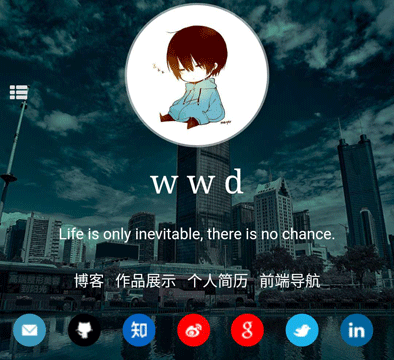 w w d
Life is only inevitable, there is no chance.
博客 作品展示 个人简历 前端导航
知 g in